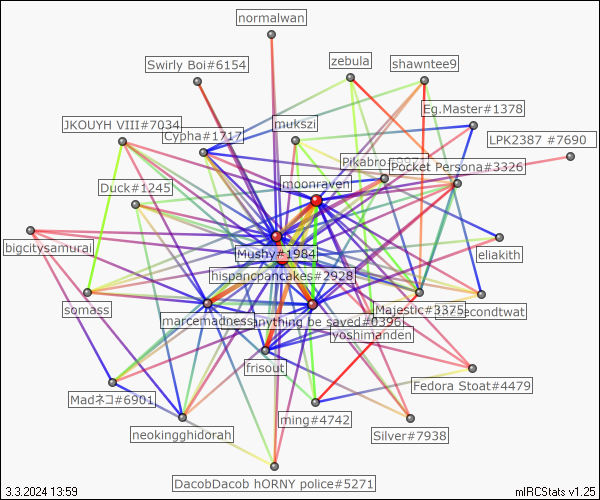 normalwan
Swirly Boi#6154
zebula
shawntee9
Eg.Master#1378
JKOUYH VIII#7034
Cypha#1717
mukszi
LPK2387 #7690
Pocket Persona#3326
moonraven
Duck#1245
bigcitysamurai
Mushy#1984
eliakith
hispancpancakes#2928
somass
marcemadness
anything be saved#0396
Majestic#3375
yoshimanden
frisout
Fedora Stoat#4479
Madネコ#6901
ming#4742
neokingghidorah
Silver#7938
DacobDacob hORNY police#5271
3.3.2024 13:59
mIRCStats v1.25